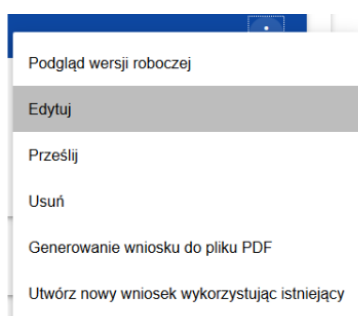 Podgląd wersji roboczej
Edytuj
Prześlij
Usuń
Generowanie wniosku do pliku PDF
Utwórz nowy wniosek wykorzystując istniejący